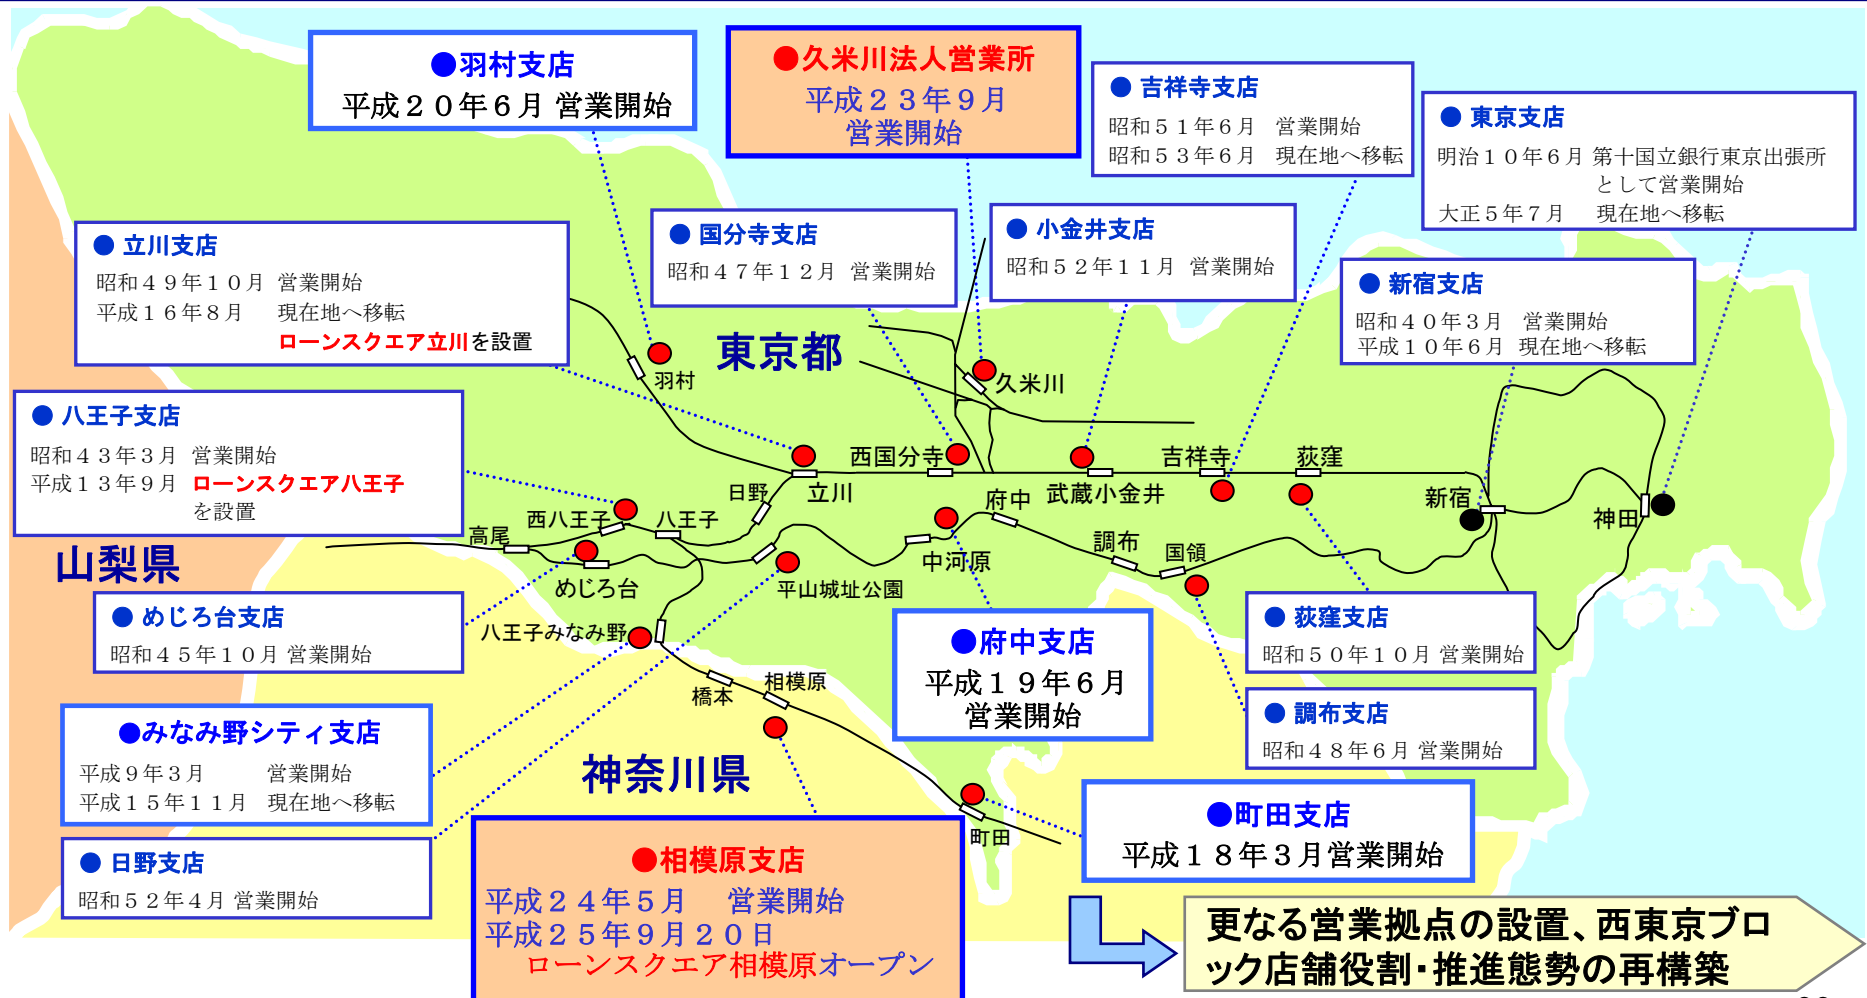 ●羽村支店
平成２０年６月 営業開始
●久米川法人営業所
平成２３年９月
営業開始
● 吉祥寺支店
昭和５１年６月 営業開始
昭和５３年６月 現在地へ移転
● 東京支店
明治１０年６月 第十国立銀行東京出張所
として営業開始
大正５年７月 現在地へ移転
● 立川支店
昭和４９年１０月 営業開始
平成１６年８月 現在地へ移転
ローンスクエア立川を設置
● 国分寺支店
昭和４７年１２月 営業開始
● 小金井支店
昭和５２年１１月 営業開始
● 新宿支店
昭和４０年３月 営業開始
平成１０年６月 現在地へ移転
東京都
羽村
久米川
● 八王子支店
昭和４３年３月 営業開始
平成１３年９月 ローンスクエア八王子
を設置
西国分寺
吉祥寺
荻窪
日野
立川
府中
武蔵小金井
新宿
神田
高尾
西八王子
八王子
調布
国領
中河原
山梨県
めじろ台
平山城址公園
● めじろ台支店
昭和４５年１０月 営業開始
八王子みなみ野
橋本
相模原
●府中支店
平成１９年６月
営業開始
● 荻窪支店
昭和５０年１０月 営業開始
● 調布支店
昭和４８年６月 営業開始
●みなみ野シティ支店
平成９年３月 営業開始
平成１５年１１月 現在地へ移転
神奈川県
町田
●町田支店
平成１８年３月営業開始
● 日野支店
昭和５２年４月 営業開始
●相模原支店
平成２４年５月 営業開始
平成２５年９月２０日
ローンスクエア相模原オープン
更なる営業拠点の設置、西東京ブロ
ック店舗役割・推進態勢の再構築